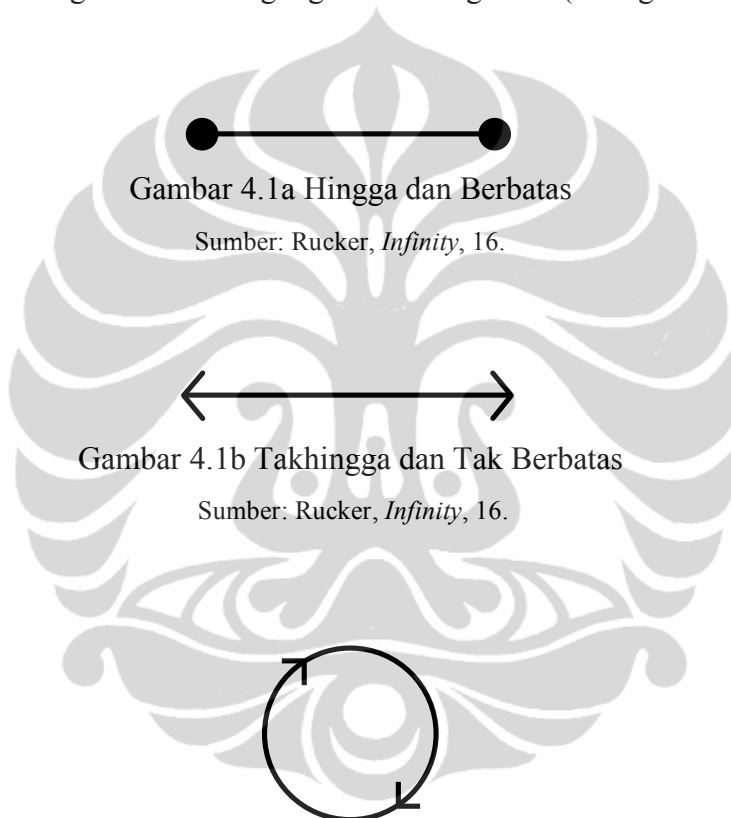 Gambar 4.1a Hingga dan Berbatas
Sumber: Rucker, Infinity, 16.
Gambar 4.1b Takhingga dan Tak Berbatas
Sumber: Rucker, Infinity, 16.